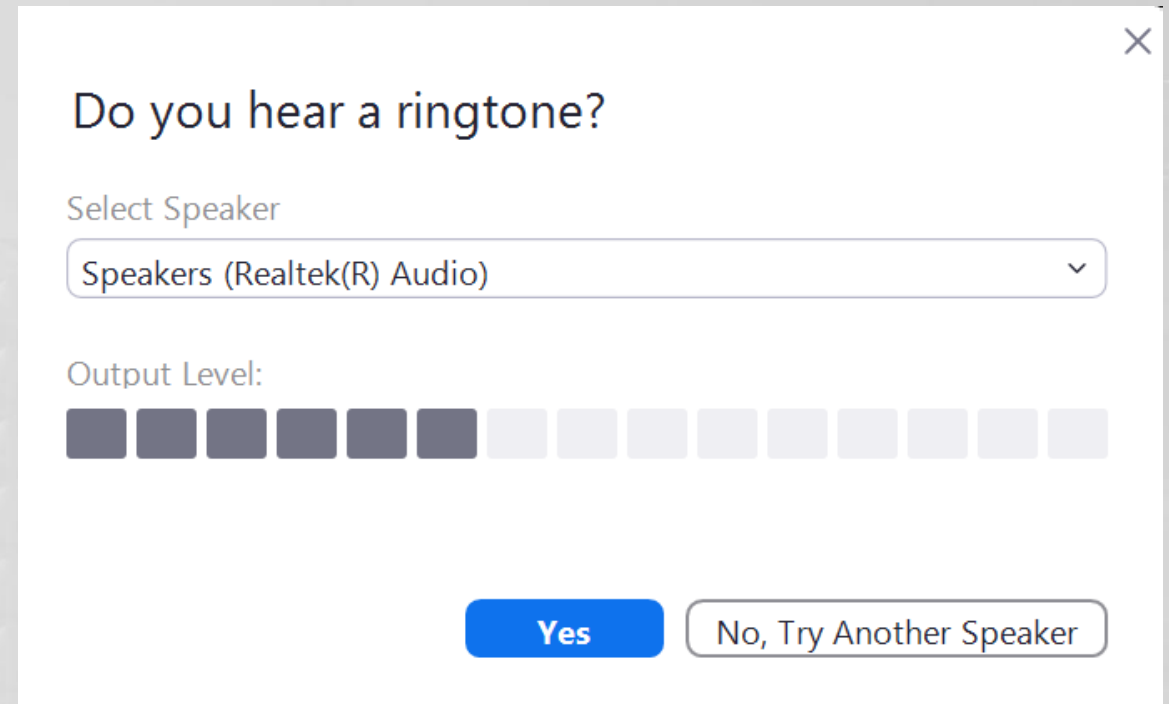 Do you hear a ringtone?
Select Speaker
Speakers (Realtek(R) Audio)
Output Level:
Yes
No, Try Another Speaker